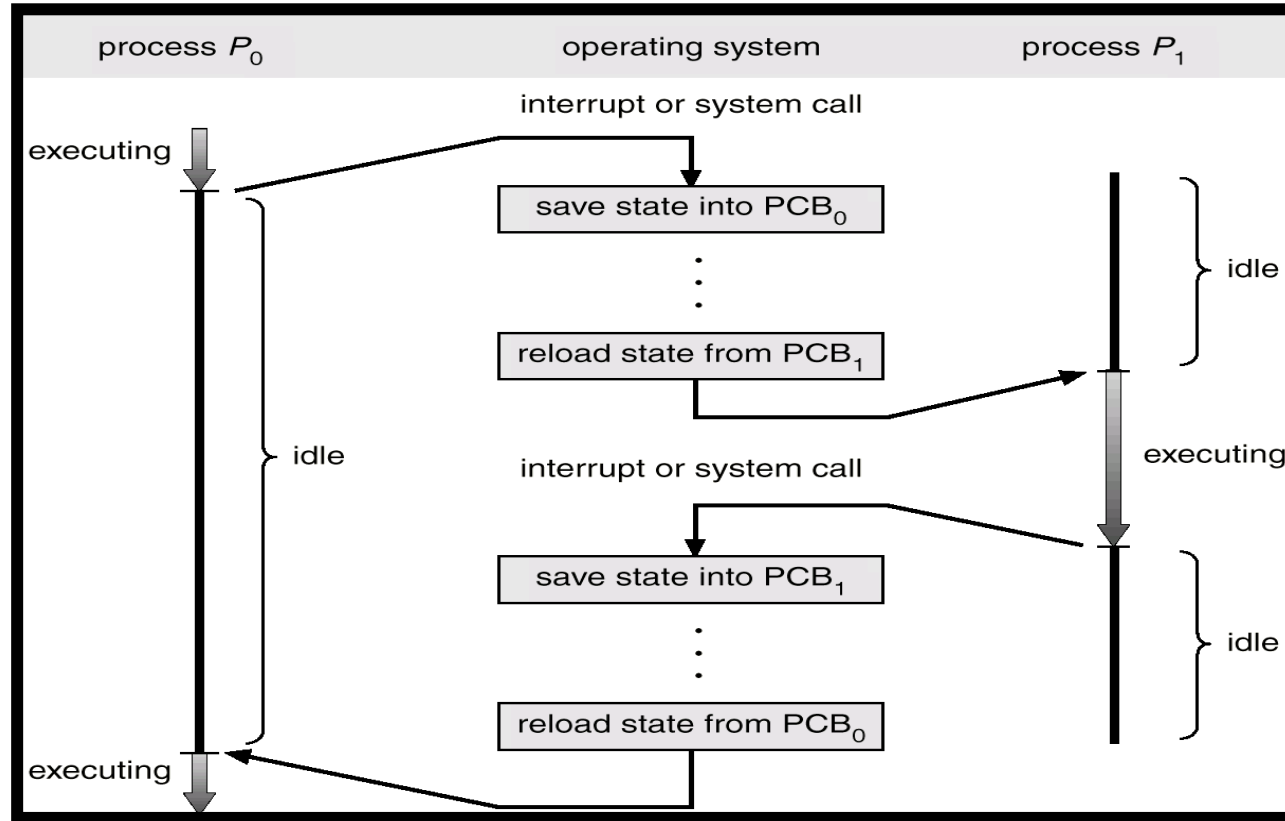 process P₀
operating system
process P₁
interrupt or system call
executing
save state into PCB₀
idle
reload state from PCB₁
idle
interrupt or system call
executing
save state into PCB₁
idle
reload state from PCB₀
executing